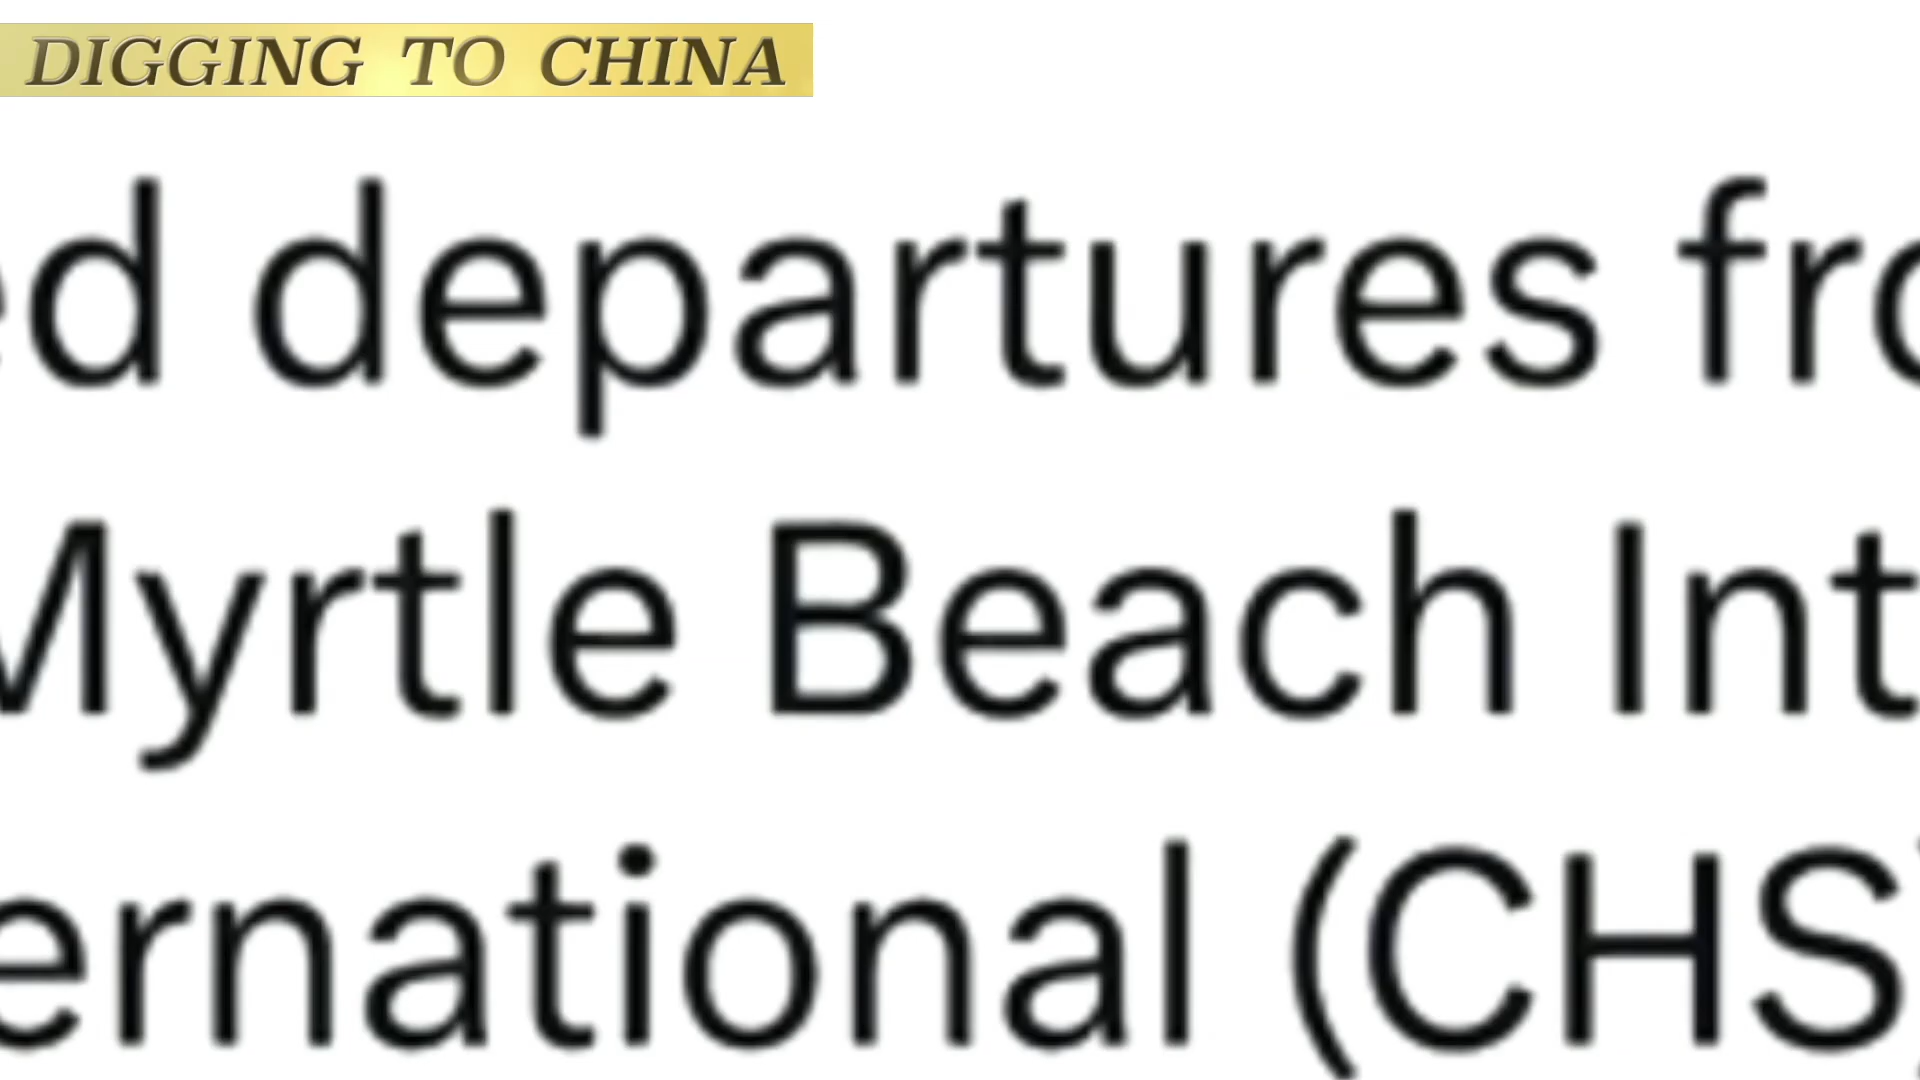 DIGGING TO CHINA
ed departures fro
Myrtle Beach Int
ernational (CHS)